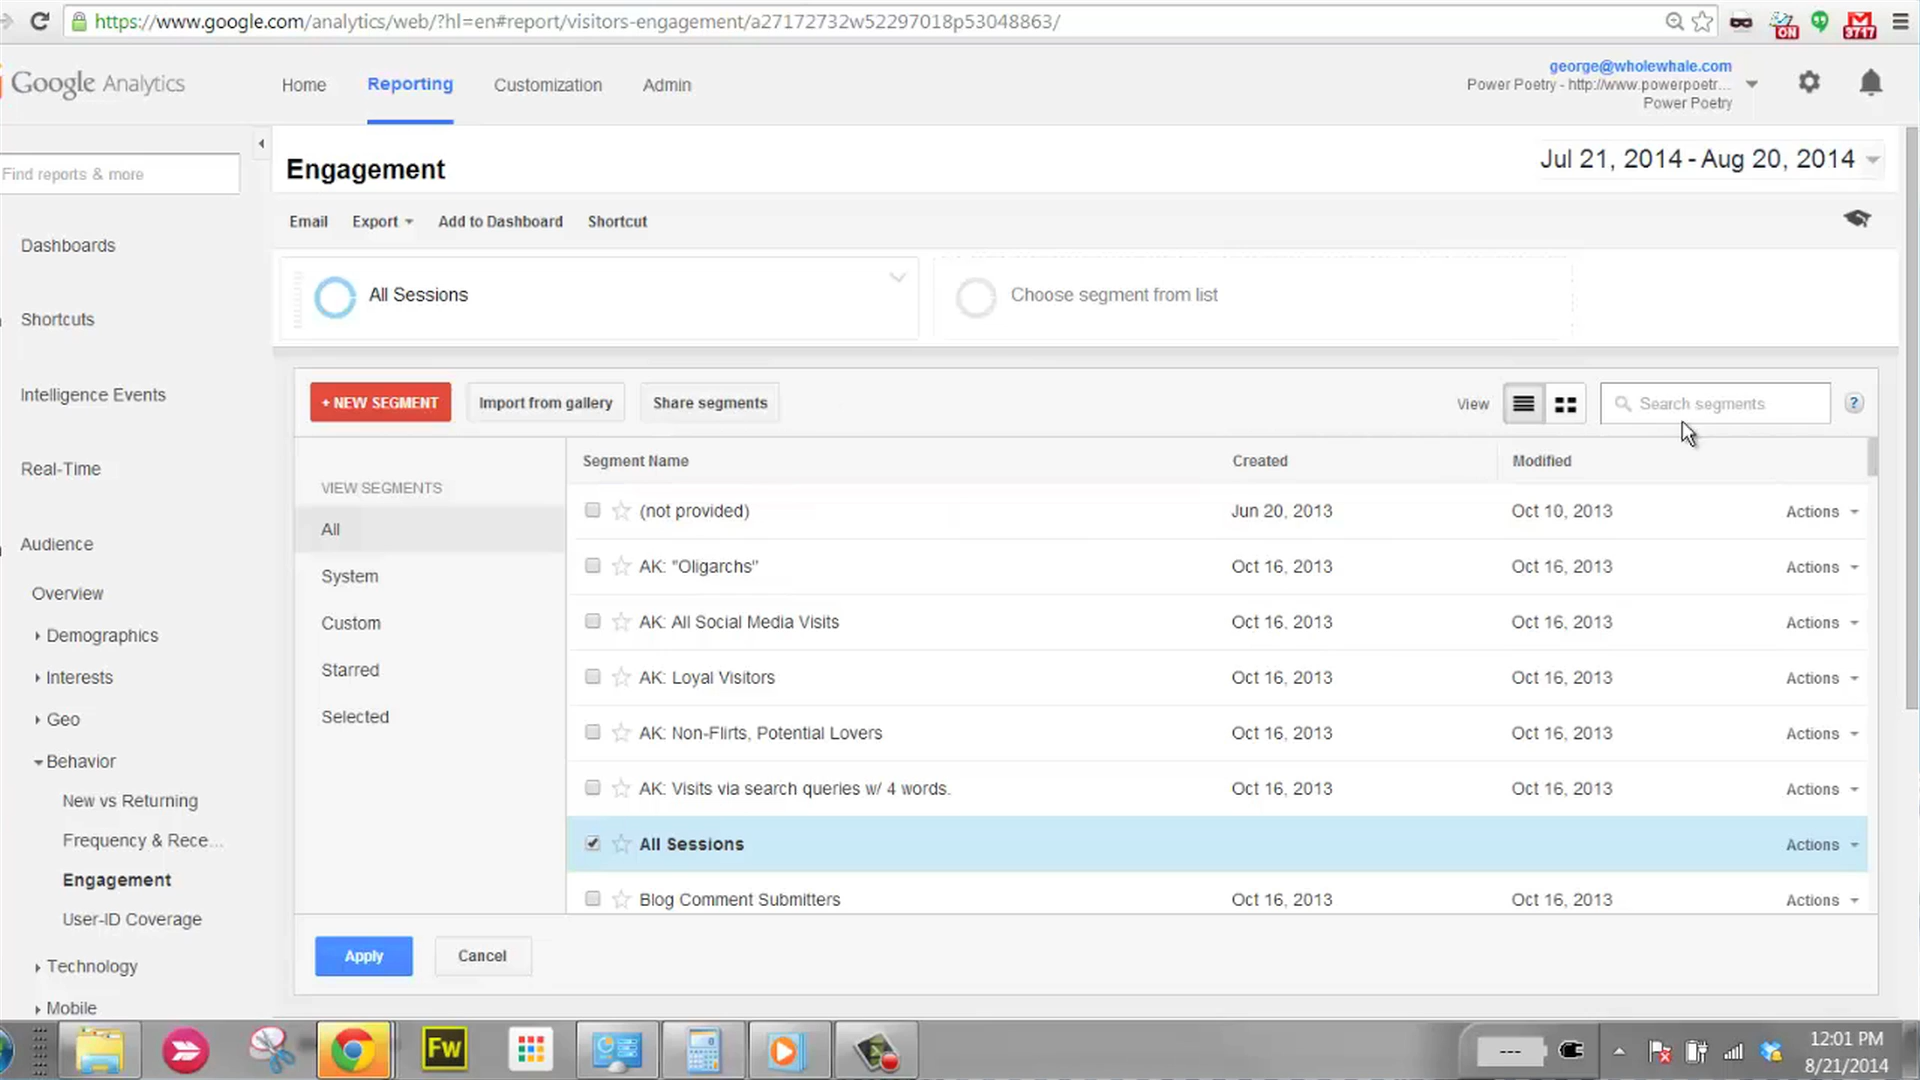 https://www.google.com/analytics/web/?hl=en#report/visitors-engagement/a27172732w52297018p53048863/
ON
3717
Google Analytics
Home
Reporting
Customization
Admin
george@wholewhale.com
Power Poetry - http://www.powerpoetr...
Power Poetry
Find reports & more
Engagement
Jul 21, 2014 - Aug 20, 2014
Email
Export
Add to Dashboard
Shortcut
Dashboards
Shortcuts
Intelligence Events
Real-Time
Audience
Overview
Demographics
Interests
Geo
Behavior
New vs Returning
Frequency & Rece...
Engagement
User-ID Coverage
Technology
Mobile
All Sessions
Choose segment from list
+ NEW SEGMENT
Import from gallery
Share segments
View
Search segments
?
VIEW SEGMENTS
All
System
Custom
Starred
Selected
Segment Name Created Modified
(not provided) Jun 20, 2013 Oct 10, 2013 Actions
AK: "Oligarchs" Oct 16, 2013 Oct 16, 2013 Actions
AK: All Social Media Visits Oct 16, 2013 Oct 16, 2013 Actions
AK: Loyal Visitors Oct 16, 2013 Oct 16, 2013 Actions
AK: Non-Flirts, Potential Lovers Oct 16, 2013 Oct 16, 2013 Actions
AK: Visits via search queries w/ 4 words. Oct 16, 2013 Oct 16, 2013 Actions
All Sessions Actions
Blog Comment Submitters Oct 16, 2013 Oct 16, 2013 Actions
Apply
Cancel
Fw
---
12:01 PM
8/21/2014